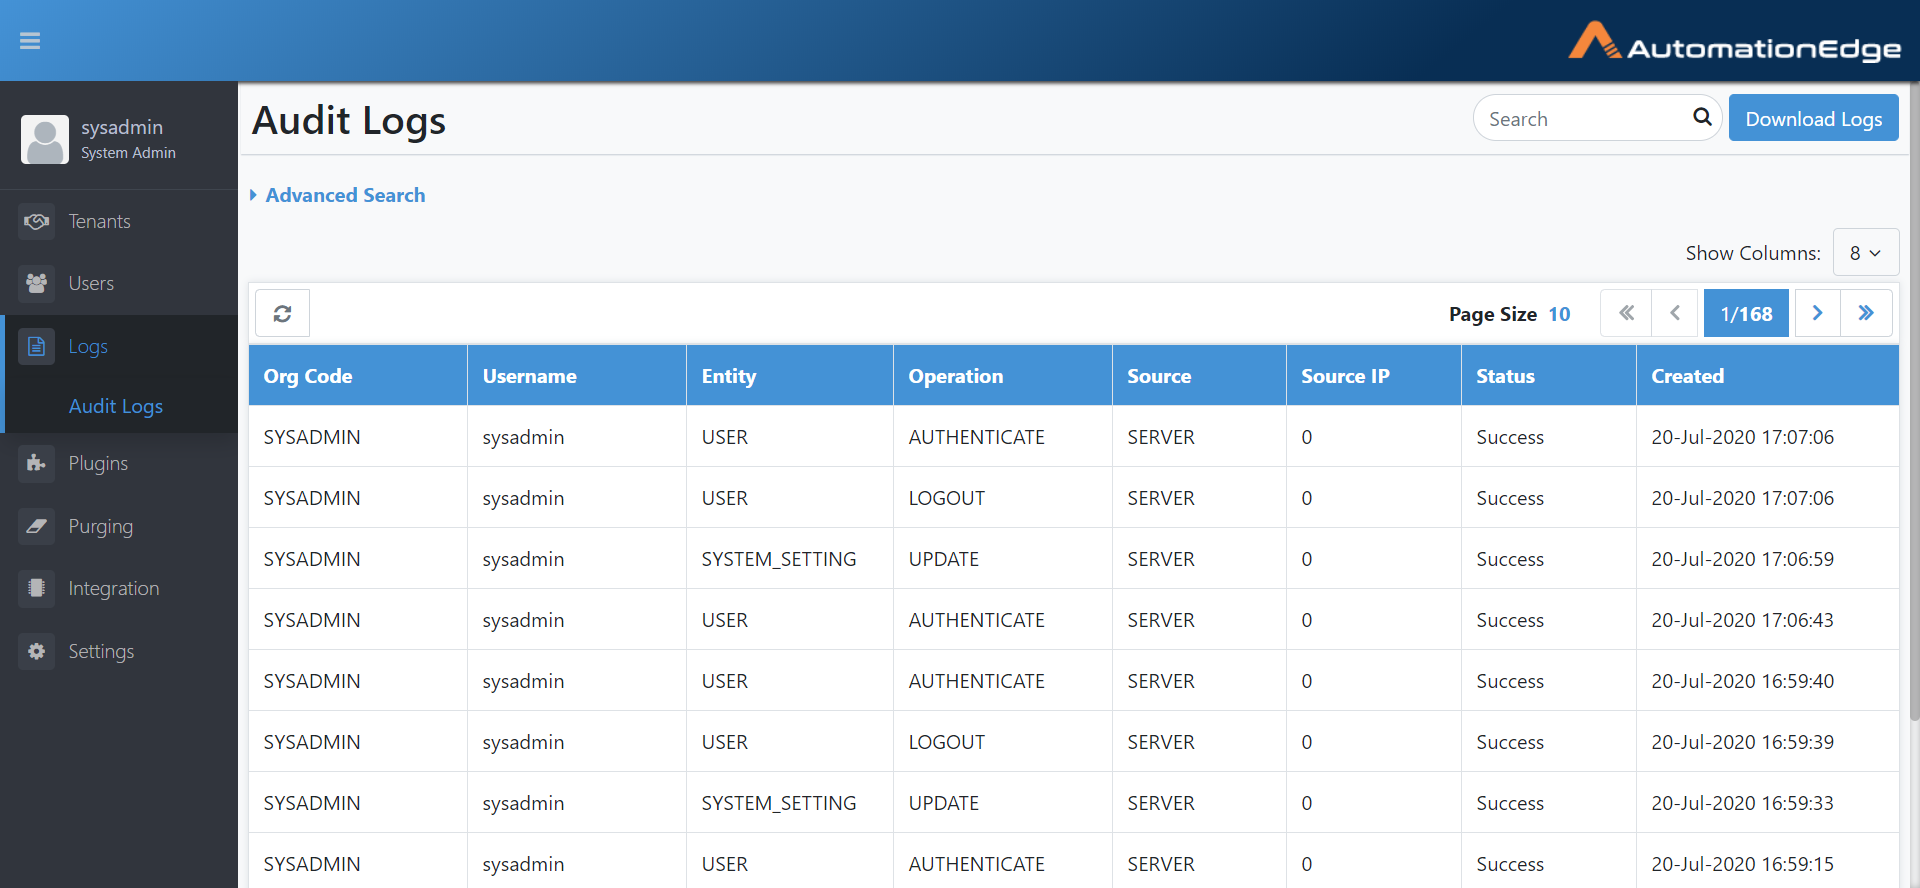 AutomationEdge
sysadmin
System Admin
Tenants
Users
Logs
Audit Logs
Plugins
Purging
Integration
Settings
Audit Logs
Search
Download Logs
Advanced Search
Show Columns: 8
Page Size 10 1/168
Org Code Username Entity Operation Source Source IP Status Created
SYSADMIN sysadmin USER AUTHENTICATE SERVER 0 Success 20-Jul-2020 17:07:06
SYSADMIN sysadmin USER LOGOUT SERVER 0 Success 20-Jul-2020 17:07:06
SYSADMIN sysadmin SYSTEM_SETTING UPDATE SERVER 0 Success 20-Jul-2020 17:06:59
SYSADMIN sysadmin USER AUTHENTICATE SERVER 0 Success 20-Jul-2020 17:06:43
SYSADMIN sysadmin USER AUTHENTICATE SERVER 0 Success 20-Jul-2020 16:59:40
SYSADMIN sysadmin USER LOGOUT SERVER 0 Success 20-Jul-2020 16:59:39
SYSADMIN sysadmin SYSTEM_SETTING UPDATE SERVER 0 Success 20-Jul-2020 16:59:33
SYSADMIN sysadmin USER AUTHENTICATE SERVER 0 Success 20-Jul-2020 16:59:15